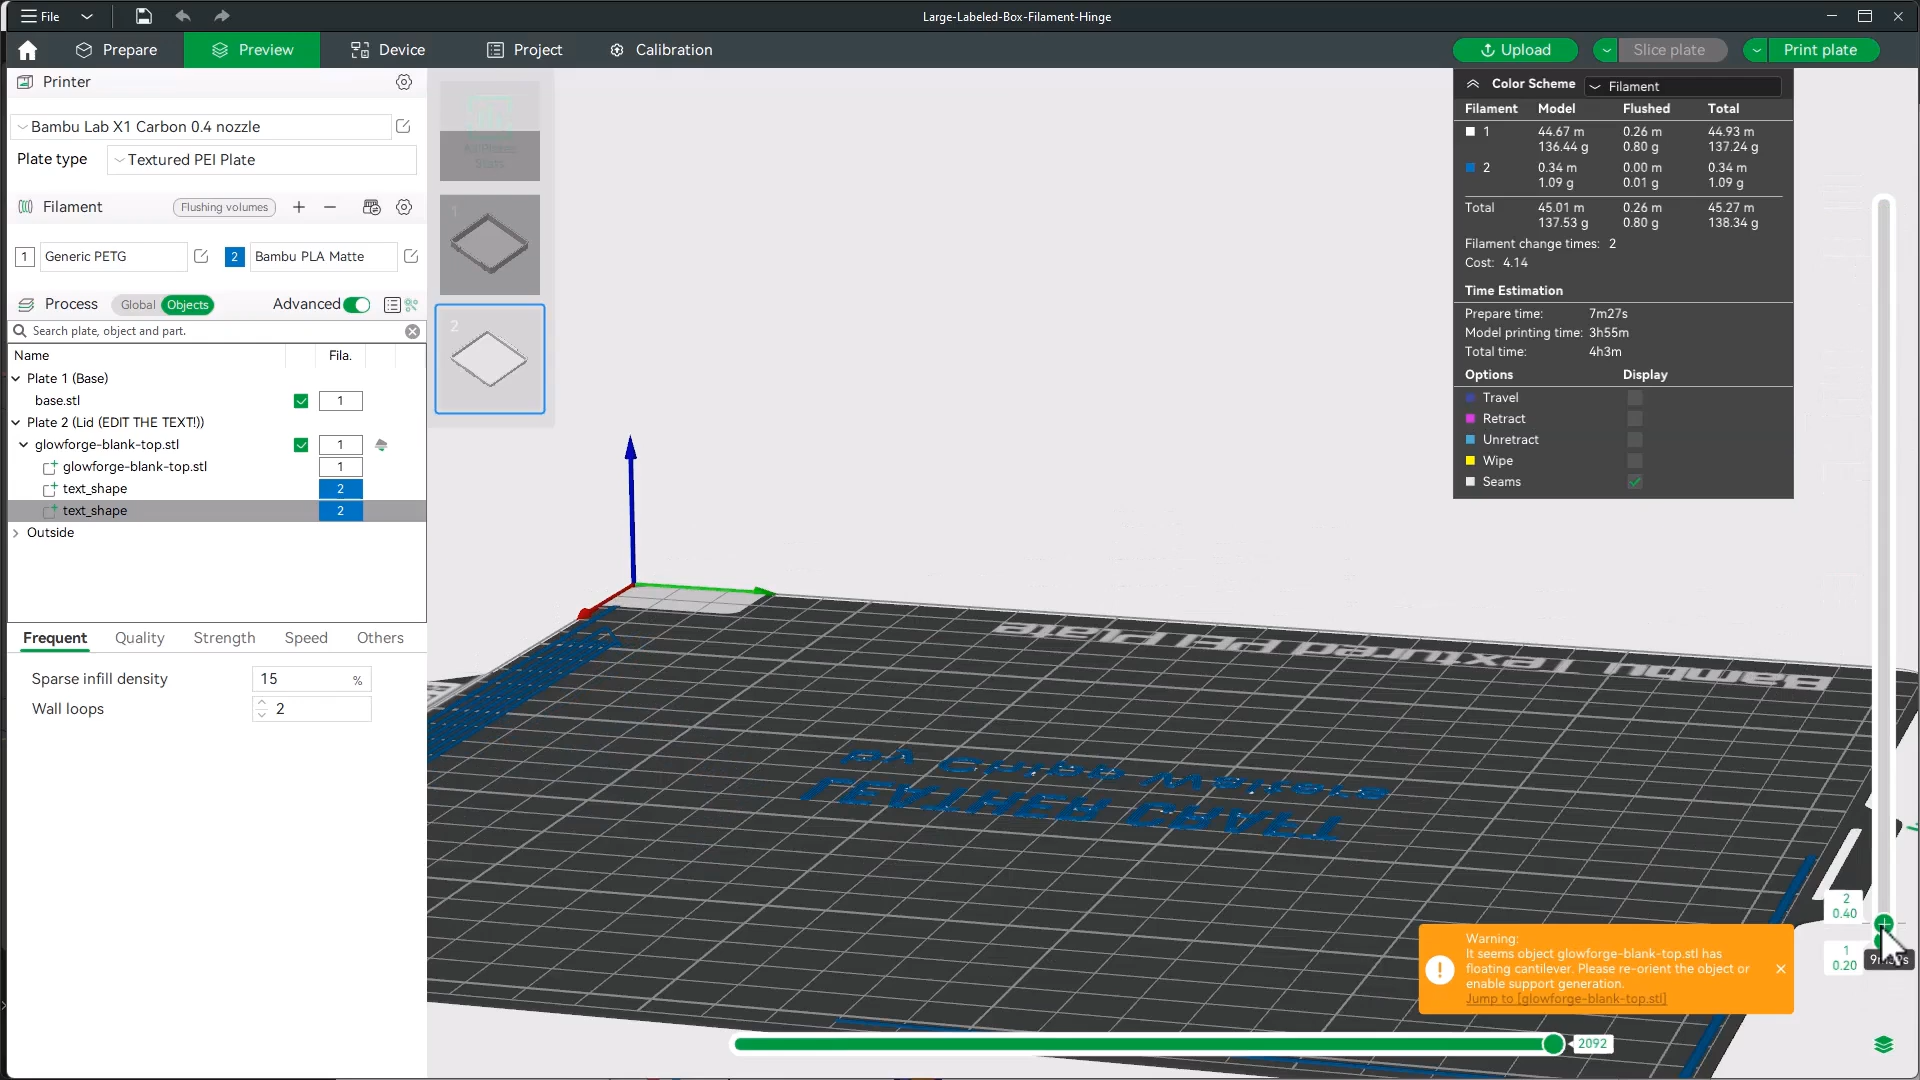 File
Large-Labeled-Box-Filament-Hinge
Prepare
Preview
Device
Project
Calibration
Upload
Slice plate
Print plate
Printer
Bambu Lab X1 Carbon 0.4 nozzle
Plate type
Textured PEI Plate
Filament
Flushing volumes
1
Generic PETG
2
Bambu PLA Matte
Process
Global
Objects
Advanced
Search plate, object and part.
Name
Fila.
Plate 1 (Base)
base.stl
1
Plate 2 (Lid (EDIT THE TEXT!))
glowforge-blank-top.stl
1
glowforge-blank-top.stl
1
text_shape
2
text_shape
2
Outside
Frequent
Quality
Strength
Speed
Others
Sparse infill density
15
%
Wall loops
2
1
2
Color Scheme
Filament
Filament Model Flushed Total
1 44.67 m 0.26 m 44.93 m
136.44 g 0.80 g 137.24 g
2 0.34 m 0.00 m 0.34 m
1.09 g 0.01 g 1.09 g
Total 45.01 m 0.26 m 45.27 m
137.53 g 0.80 g 138.34 g
Filament change times: 2
Cost: 4.14
Time Estimation
Prepare time: 7m27s
Model printing time: 3h55m
Total time: 4h3m
Options Display
Travel
Retract
Unretract
Wipe
Seams
Bambu Textured PEI Plate
LEATHER CRAFT
2
0.40
1
0.20
Warning:
It seems object glowforge-blank-top.stl has
floating cantilever. Please re-orient the object or
enable support generation.
Jump to [glowforge-blank-top.stl]
2092